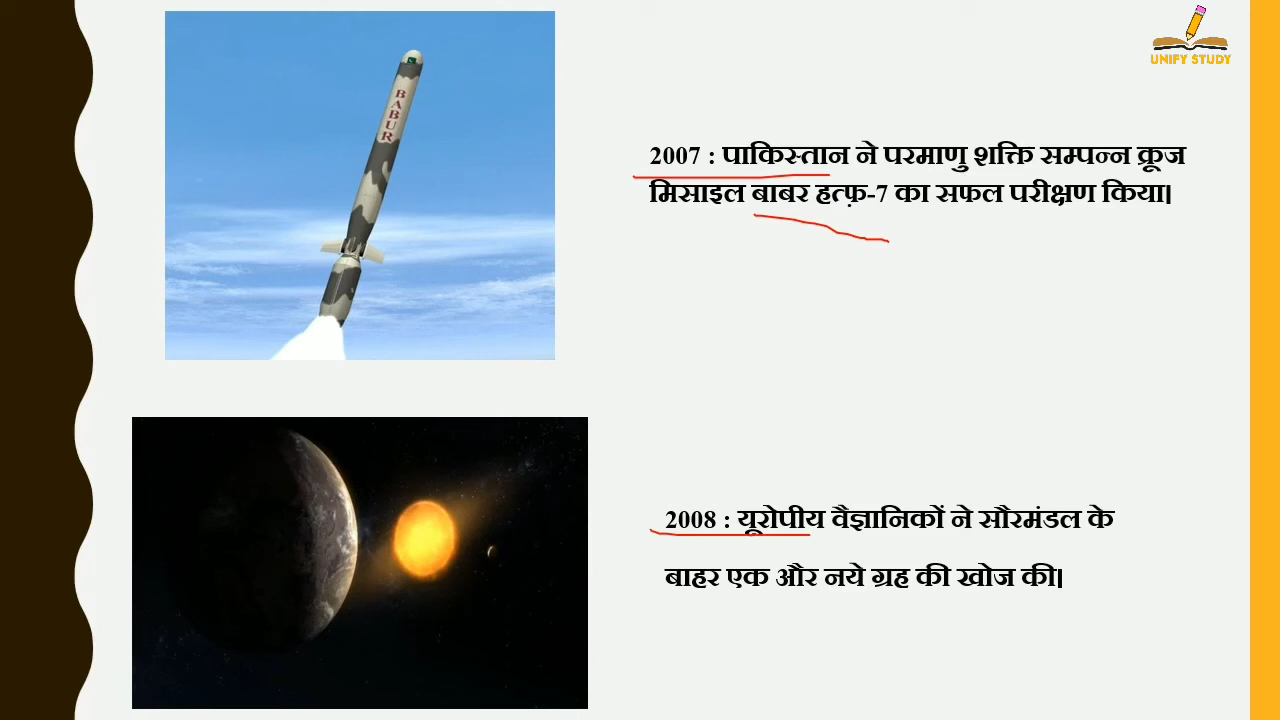 UNIFY STUDY
BABUR
2007 : पाकिस्तान ने परमाणु शक्ति सम्पन्न क्रूज
मिसाइल बाबर हत्फ़-7 का सफल परीक्षण किया।
2008 : यूरोपीय वैज्ञानिकों ने सौरमंडल के
बाहर एक और नये ग्रह की खोज की।